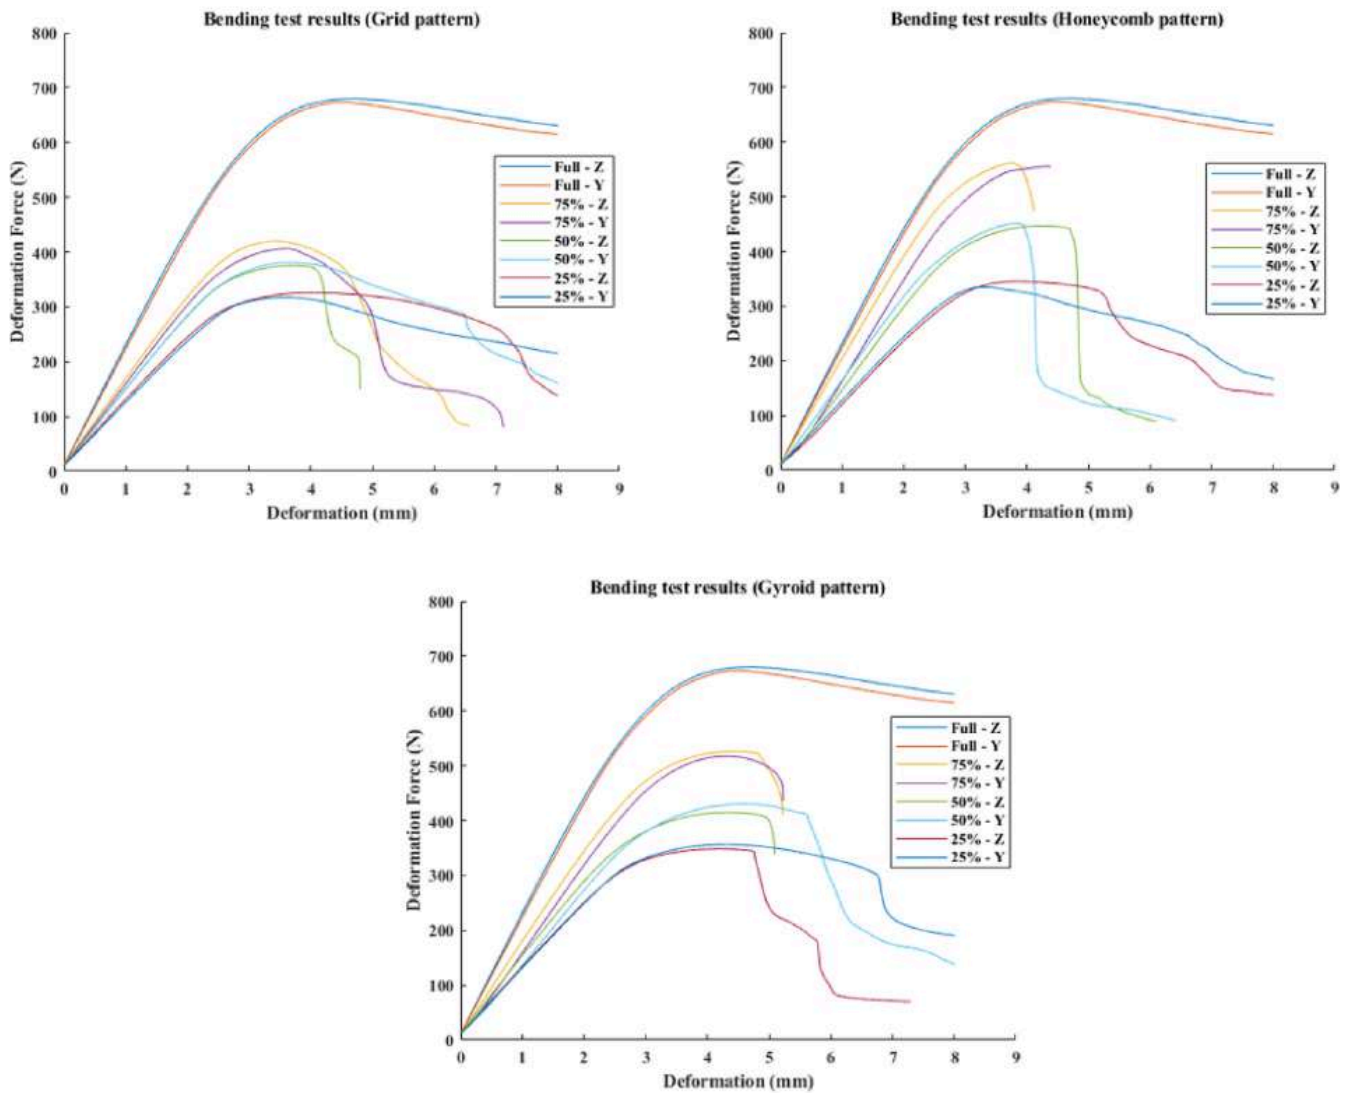 Bending test results (Grid pattern)
800
700
600
500
400
300
200
100
0
0 1 2 3 4 5 6 7 8 9
Deformation Force (N)
Deformation (mm)
Full - Z
Full - Y
75% - Z
75% - Y
50% - Z
50% - Y
25% - Z
25% - Y
Bending test results (Honeycomb pattern)
800
700
600
500
400
300
200
100
0
0 1 2 3 4 5 6 7 8 9
Deformation Force (N)
Deformation (mm)
Full - Z
Full - Y
75% - Z
75% - Y
50% - Z
50% - Y
25% - Z
25% - Y
Bending test results (Gyroid pattern)
800
700
600
500
400
300
200
100
0
0 1 2 3 4 5 6 7 8 9
Deformation Force (N)
Deformation (mm)
Full - Z
Full - Y
75% - Z
75% - Y
50% - Z
50% - Y
25% - Z
25% - Y